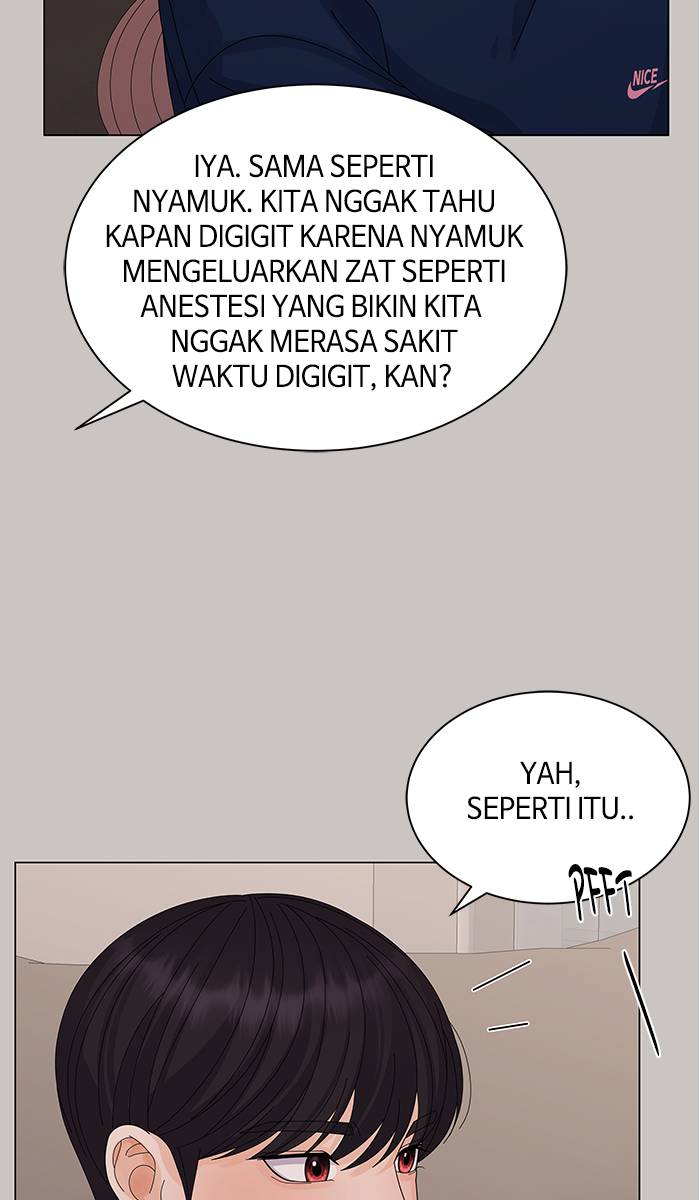 NICE
IYA. SAMA SEPERTI
NYAMUK. KITA NGGAK TAHU
KAPAN DIGIGIT KARENA NYAMUK
MENGELUARKAN ZAT SEPERTI
ANESTESI YANG BIKIN KITA
NGGAK MERASA SAKIT
WAKTU DIGIGIT, KAN?
YAH,
SEPERTI ITU..
PFFT